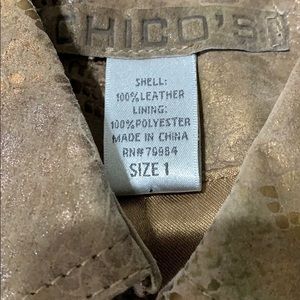 CHICO'S
SHELL:
100%LEATHER
LINING:
100%POLYESTER
MADE IN CHINA
RN#79984
SIZE 1